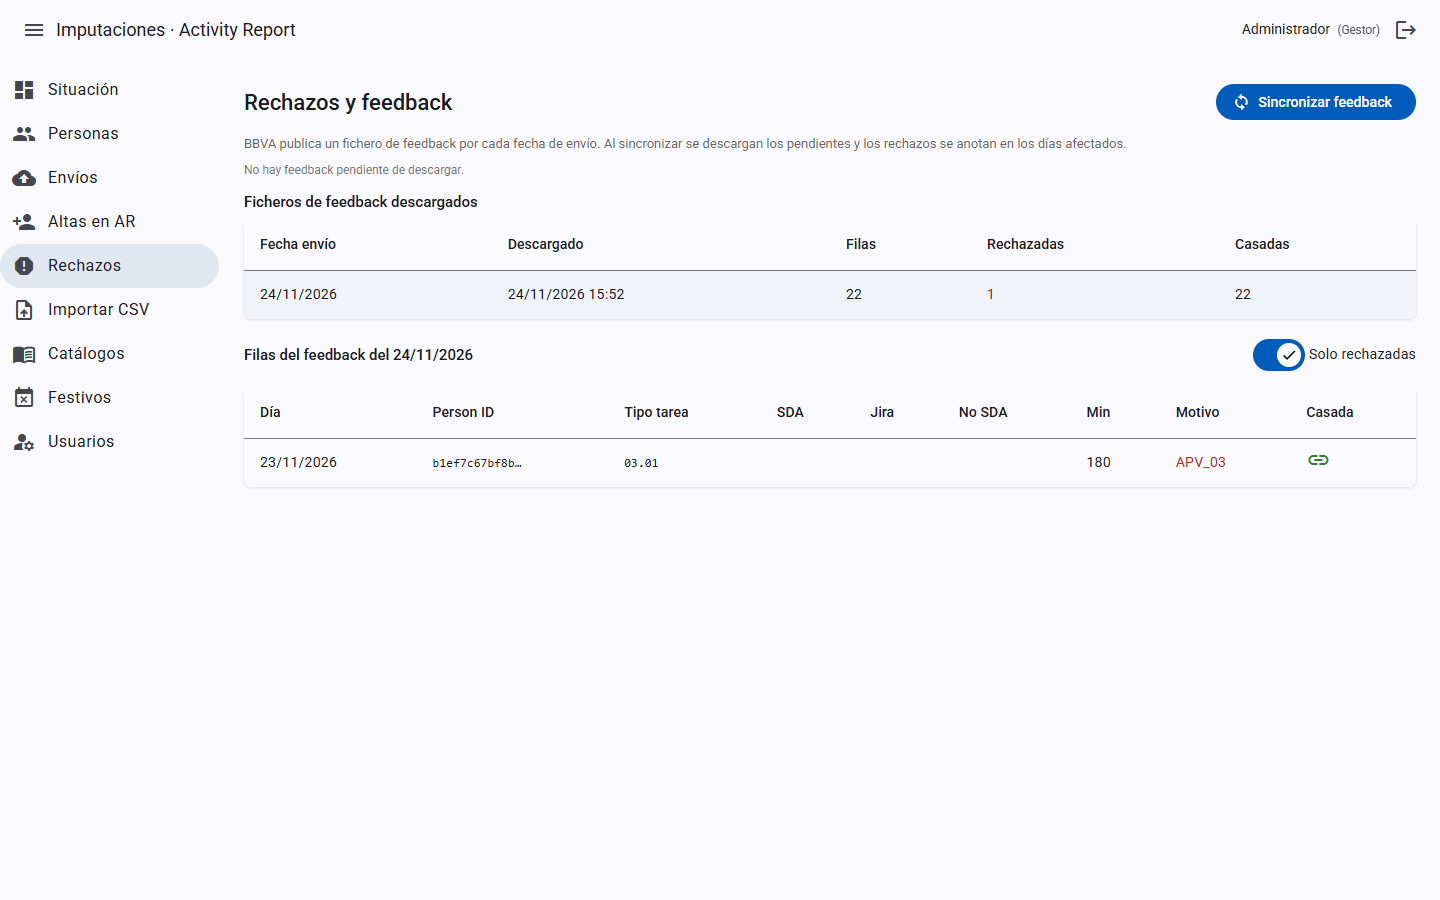 Imputaciones · Activity Report
Administrador (Gestor)
Situación
Personas
Envíos
Altas en AR
Rechazos
Importar CSV
Catálogos
Festivos
Usuarios
Rechazos y feedback
Sincronizar feedback
BBVA publica un fichero de feedback por cada fecha de envío. Al sincronizar se descargan los pendientes y los rechazos se anotan en los días afectados.
No hay feedback pendiente de descargar.
Ficheros de feedback descargados
Fecha envío Descargado Filas Rechazadas Casadas
24/11/2026 24/11/2026 15:52 22 1 22
Filas del feedback del 24/11/2026
Solo rechazadas
Día Person ID Tipo tarea SDA Jira No SDA Min Motivo Casada
23/11/2026 b1ef7c67bf8b… 03.01 180 APV_03